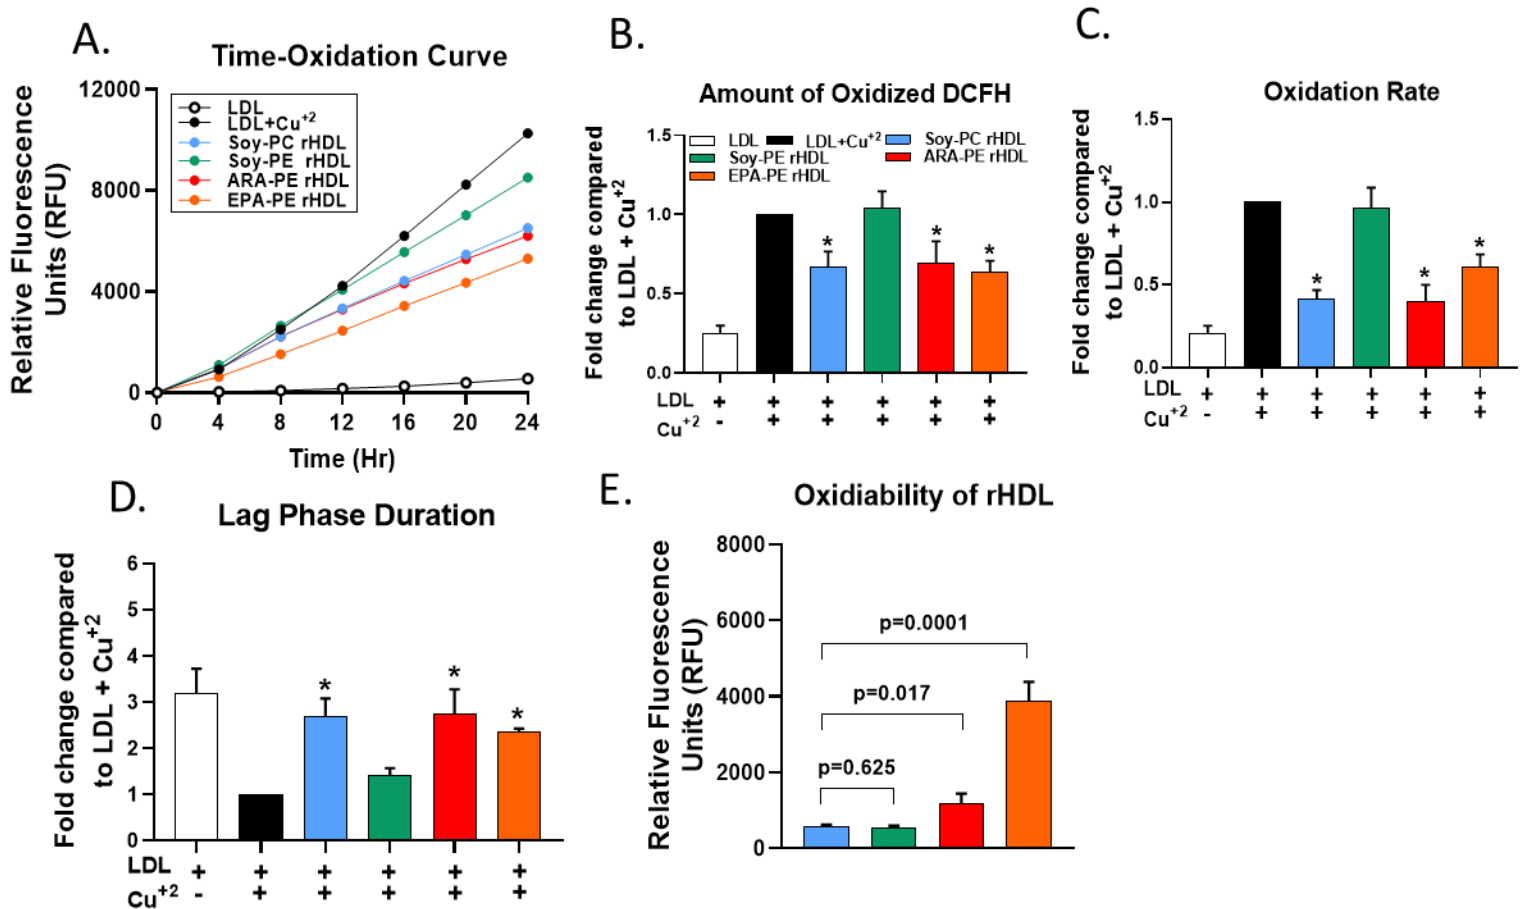 A.
Time-Oxidation Curve
Relative Fluorescence
Units (RFU)
12000
8000
4000
0
LDL
LDL+Cu+2
Soy-PC rHDL
Soy-PE rHDL
ARA-PE rHDL
EPA-PE rHDL
0 4 8 12 16 20 24
Time (Hr)
B.
Amount of Oxidized DCFH
Fold change compared
to LDL + Cu+2
1.5
1.0
0.5
0.0
LDL LDL+Cu+2 Soy-PC rHDL
Soy-PE rHDL ARA-PE rHDL
EPA-PE rHDL
* * *
LDL + + + + + +
Cu+2 - + + + + +
C.
Oxidation Rate
Fold change compared
to LDL + Cu+2
1.5
1.0
0.5
0.0
* * *
LDL + + + + + +
Cu+2 - + + + + +
D.
Lag Phase Duration
Fold change compared
to LDL + Cu+2
6
5
4
3
2
1
0
* * *
LDL + + + + + +
Cu+2 - + + + + +
E.
Oxidiability of rHDL
Relative Fluorescence
Units (RFU)
8000
6000
4000
2000
0
p=0.0001
p=0.017
p=0.625